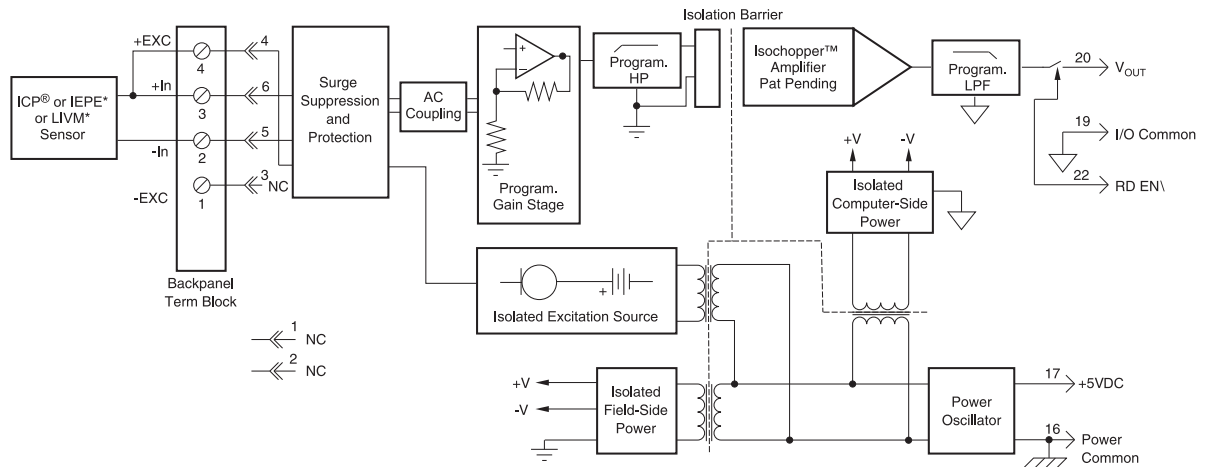 Isolation Barrier
+EXC
4
4
+In
6
3
-In
5
2
3
NC
-EXC
1
ICP® or IEPE*
or LIVM*
Sensor
Backpanel
Term Block
1
NC
2
NC
Surge
Suppression
and
Protection
AC
Coupling
+
-
Program.
Gain Stage
Program.
HP
Isochopper™
Amplifier
Pat Pending
Program.
LPF
20
VOUT
19
I/O Common
22
RD EN\
+V
-V
Isolated
Computer-Side
Power
+
Isolated Excitation Source
+V
-V
Isolated
Field-Side
Power
Power
Oscillator
17
+5VDC
16
Power
Common